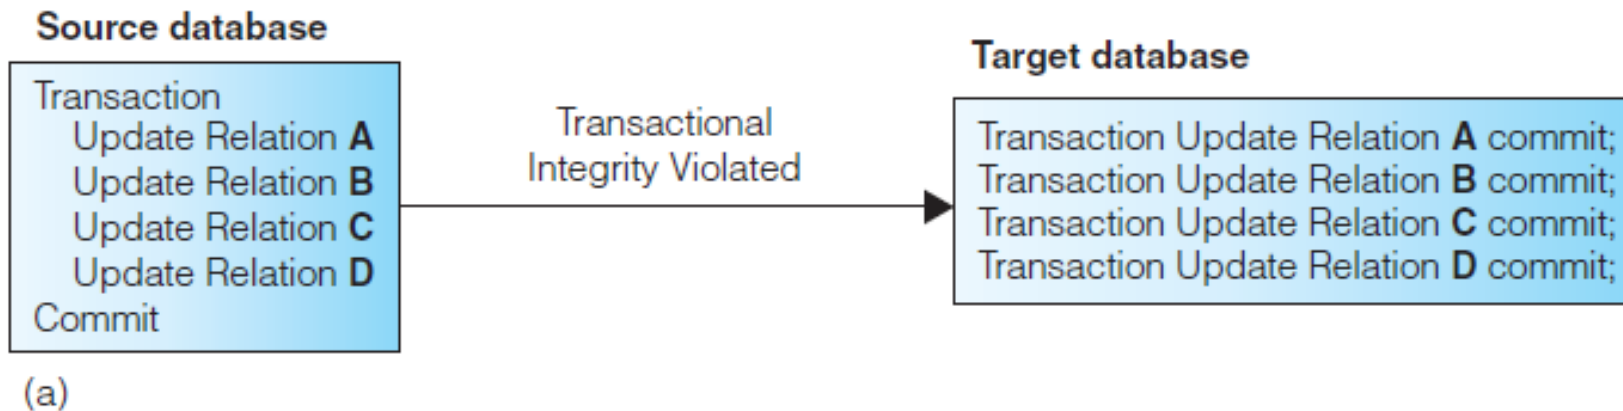 Source database
Transaction
Update Relation A
Update Relation B
Update Relation C
Update Relation D
Commit
Transactional
Integrity Violated
Target database
Transaction Update Relation A commit;
Transaction Update Relation B commit;
Transaction Update Relation C commit;
Transaction Update Relation D commit;
(a)